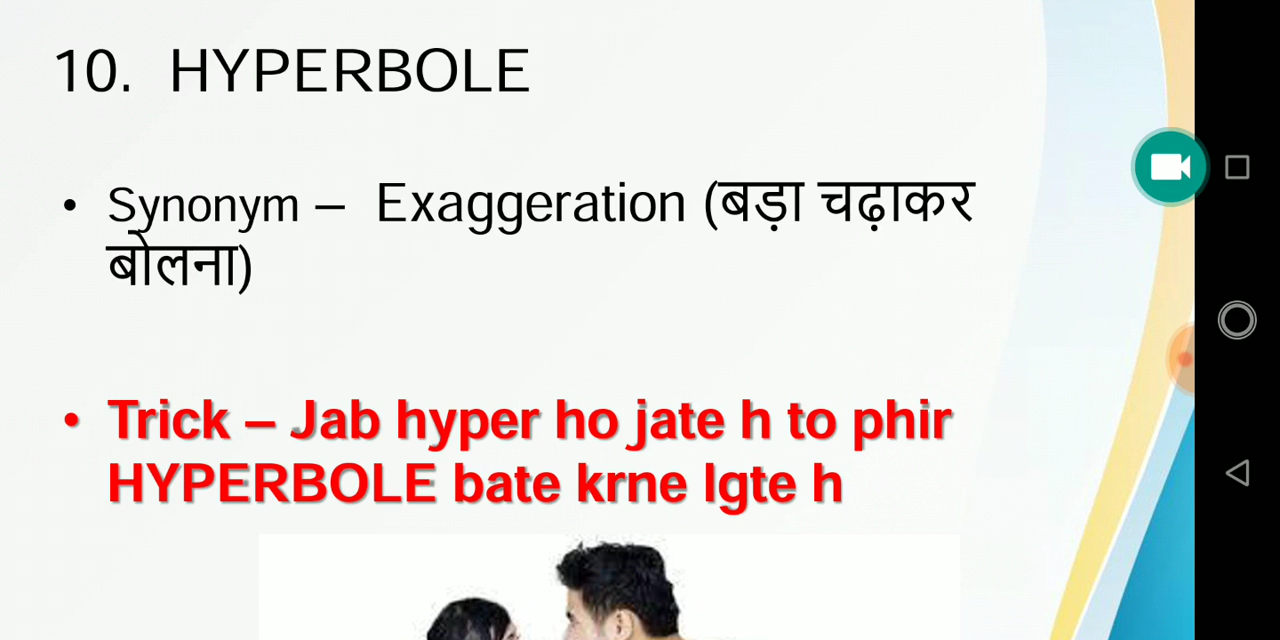 10. HYPERBOLE
• Synonym – Exaggeration (बड़ा चढ़ाकर
बोलना)
• Trick – Jab hyper ho jate h to phir
HYPERBOLE bate krne lgte h